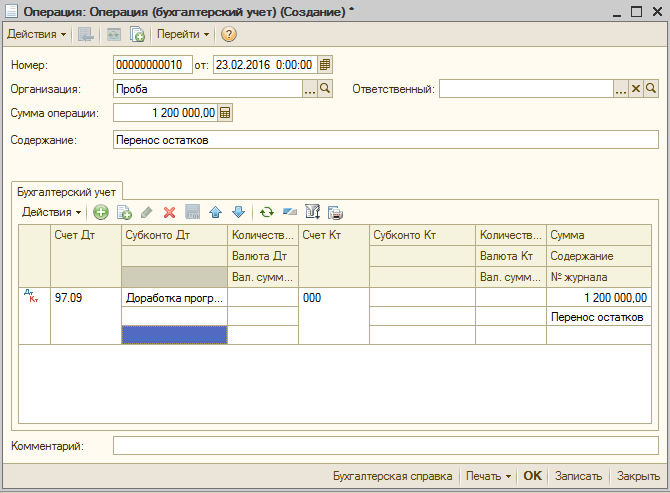 Операция: Операция (бухгалтерский учет) (Создание) *
Действия Перейти ?
Номер: 00000000010 от: 23.02.2016 0:00:00
Организация: Проба ... Ответственный: ... ×
Сумма операции: 1 200 000,00
Содержание: Перенос остатков
Бухгалтерский учет
Действия
Счет Дт Субконто Дт Количеств... Счет Кт Субконто Кт Количеств... Сумма
Валюта Дт Валюта Кт Содержание
Вал. сумм... Вал. сумм... № журнала
Дт Кт 97.09 Доработка прогр... 000 1 200 000,00
Перенос остатков
Комментарий:
Бухгалтерская справка Печать OK Записать Закрыть